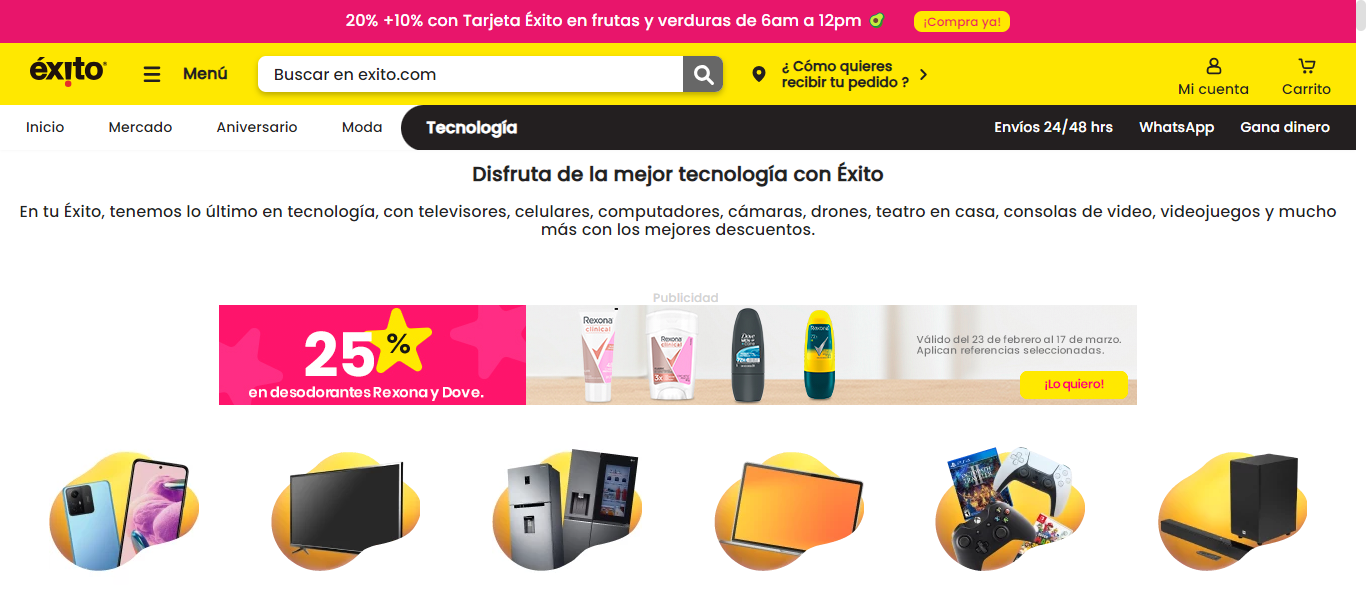 20% +10% con Tarjeta Éxito en frutas y verduras de 6am a 12pm
¡Compra ya!
éxito
Menú
Buscar en exito.com
¿ Cómo quieres
recibir tu pedido ?
Mi cuenta
Carrito
Inicio
Mercado
Aniversario
Moda
Tecnología
Envíos 24/48 hrs
WhatsApp
Gana dinero
Disfruta de la mejor tecnología con Éxito
En tu Éxito, tenemos lo último en tecnología, con televisores, celulares, computadores, cámaras, drones, teatro en casa, consolas de video, videojuegos y mucho
más con los mejores descuentos.
Publicidad
25%
en desodorantes Rexona y Dove.
Rexona
clinical
Rexona
clinical
Dove
MEN+CARE
Rexona
Válido del 23 de febrero al 17 de marzo.
Aplican referencias seleccionadas.
¡Lo quiero!
OCTOPATH
TRAVELER